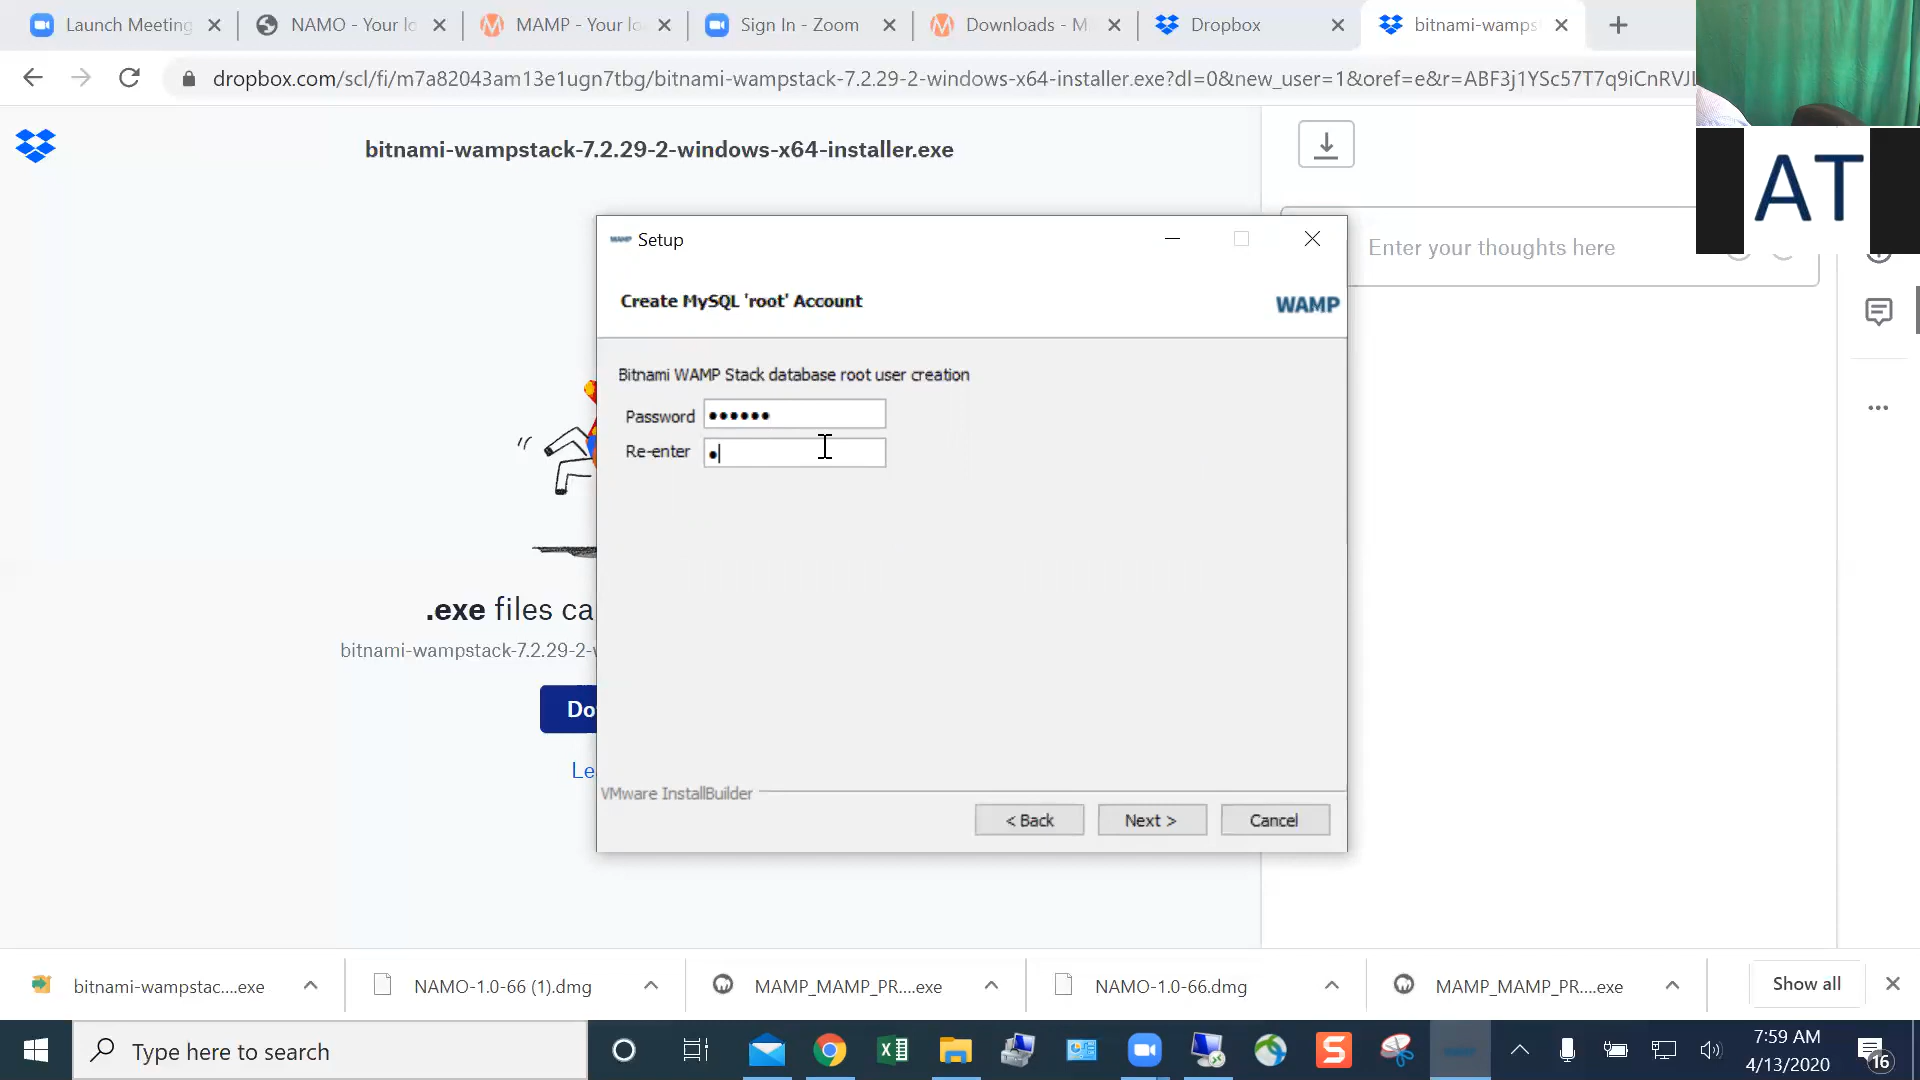 Launch Meeting
NAMO - Your lo
MAMP - Your lo
Sign In - Zoom
Downloads - M
Dropbox
bitnami-wamps
dropbox.com/scl/fi/m7a82043am13e1ugn7tbg/bitnami-wampstack-7.2.29-2-windows-x64-installer.exe?dl=0&new_user=1&oref=e&r=ABF3j1YSc57T7q9iCnRVJL
bitnami-wampstack-7.2.29-2-windows-x64-installer.exe
AT
Enter your thoughts here
WAMP Setup
Create MySQL 'root' Account
WAMP
Bitnami WAMP Stack database root user creation
Password ••••••
Re-enter •
.exe files ca
bitnami-wampstack-7.2.29-2-w
Do
Le
VMware InstallBuilder
< Back
Next >
Cancel
bitnami-wampstac....exe
NAMO-1.0-66 (1).dmg
MAMP_MAMP_PR....exe
NAMO-1.0-66.dmg
MAMP_MAMP_PR....exe
Show all
Type here to search
7:59 AM
4/13/2020
16